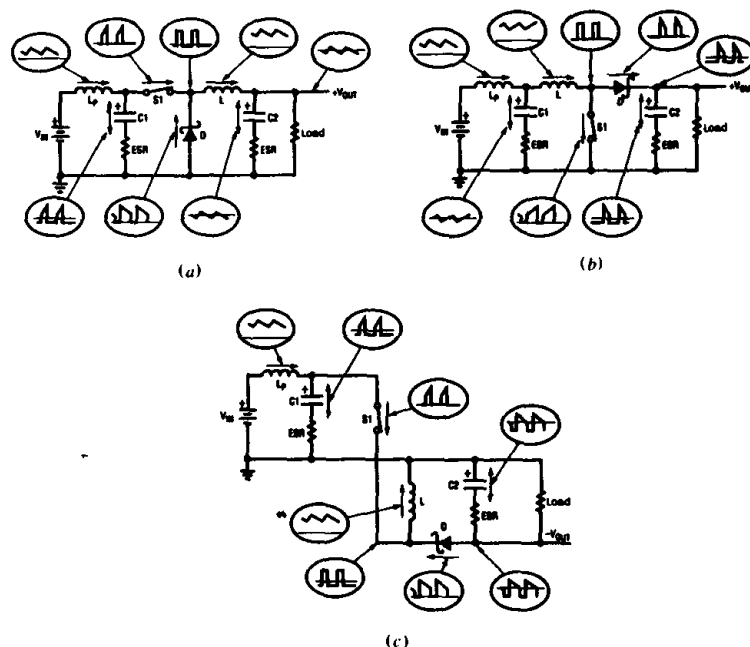 Lp
S1
L
+VOUT
VIN
+
C1
ESR
D
+
C2
ESR
Load
(a)
Lp
L
D
+VOUT
VIN
+
C1
ESR
S1
+
C2
ESR
Load
(b)
Lp
VIN
+
C1
ESR
S1
L
+
C2
ESR
Load
D
-VOUT
(c)